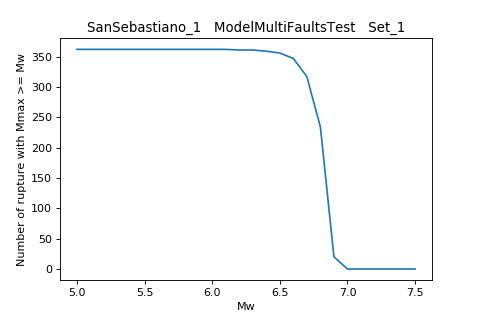 SanSebastiano_1   ModelMultiFaultsTest   Set_1
Number of rupture with Mmax >= Mw
350
300
250
200
150
100
50
0
5.0 5.5 6.0 6.5 7.0 7.5
Mw